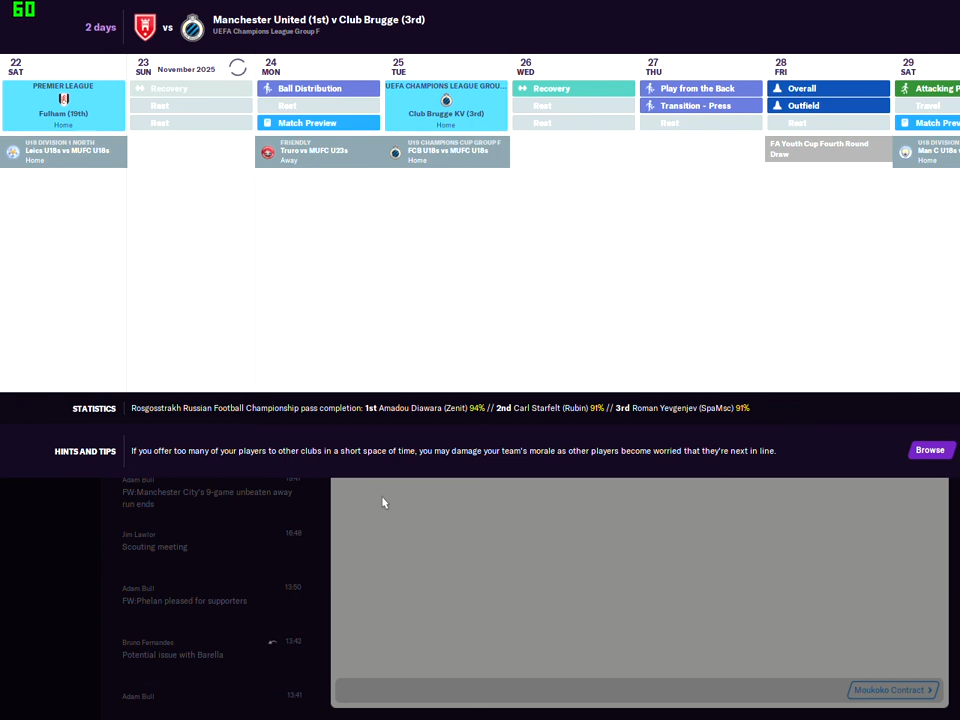 60
2 days
vs
Manchester United (1st) v Club Brugge (3rd)
UEFA Champions League Group F
22
SAT
23
SUN
November 2025
24
MON
25
TUE
26
WED
27
THU
28
FRI
29
SAT
PREMIER LEAGUE
Fulham (19th)
Home
Recovery
Rest
Rest
Ball Distribution
Rest
Match Preview
UEFA CHAMPIONS LEAGUE GROU...
Club Brugge KV (3rd)
Home
Recovery
Rest
Rest
Play from the Back
Transition - Press
Rest
Overall
Outfield
Rest
Attacking P
Travel
Match Prev
U18 DIVISION 1 NORTH
Leics U18s vs MUFC U18s
Home
FRIENDLY
Truro vs MUFC U23s
Away
U19 CHAMPIONS CUP GROUP F
FCB U18s vs MUFC U18s
Home
FA Youth Cup Fourth Round
Draw
U18 DIVISION
Man C U18s v
Home
STATISTICS
Rosgosstrakh Russian Football Championship pass completion: 1st Amadou Diawara (Zenit) 94% // 2nd Carl Starfelt (Rubin) 91% // 3rd Roman Yevgenjev (SpaMsc) 91%
HINTS AND TIPS
If you offer too many of your players to other clubs in a short space of time, you may damage your team's morale as other players become worried that they're next in line.
Browse
Adam Bull
FW:Manchester City's 9-game unbeaten away
run ends
Jim Lawlor
16:48
Scouting meeting
Adam Bull
13:50
FW:Phelan pleased for supporters
Bruno Fernandes
13:42
Potential issue with Barella
Adam Bull
13:41
Moukoko Contract